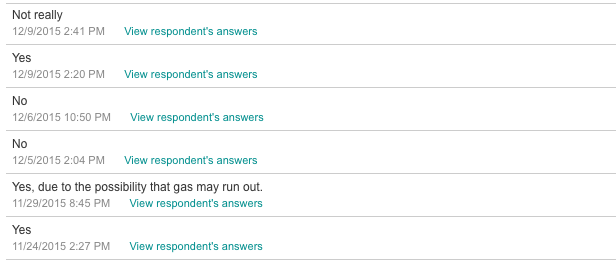 Not really
12/9/2015 2:41 PM View respondent's answers
Yes
12/9/2015 2:20 PM View respondent's answers
No
12/6/2015 10:50 PM View respondent's answers
No
12/5/2015 2:04 PM View respondent's answers
Yes, due to the possibility that gas may run out.
11/29/2015 8:45 PM View respondent's answers
Yes
11/24/2015 2:27 PM View respondent's answers